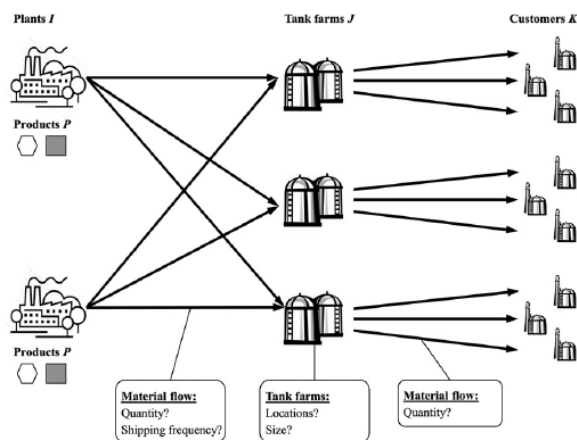 Plants I
Tank farms J
Customers K
Products P
Products P
Material flow:
Quantity?
Shipping frequency?
Tank farms:
Locations?
Size?
Material flow:
Quantity?